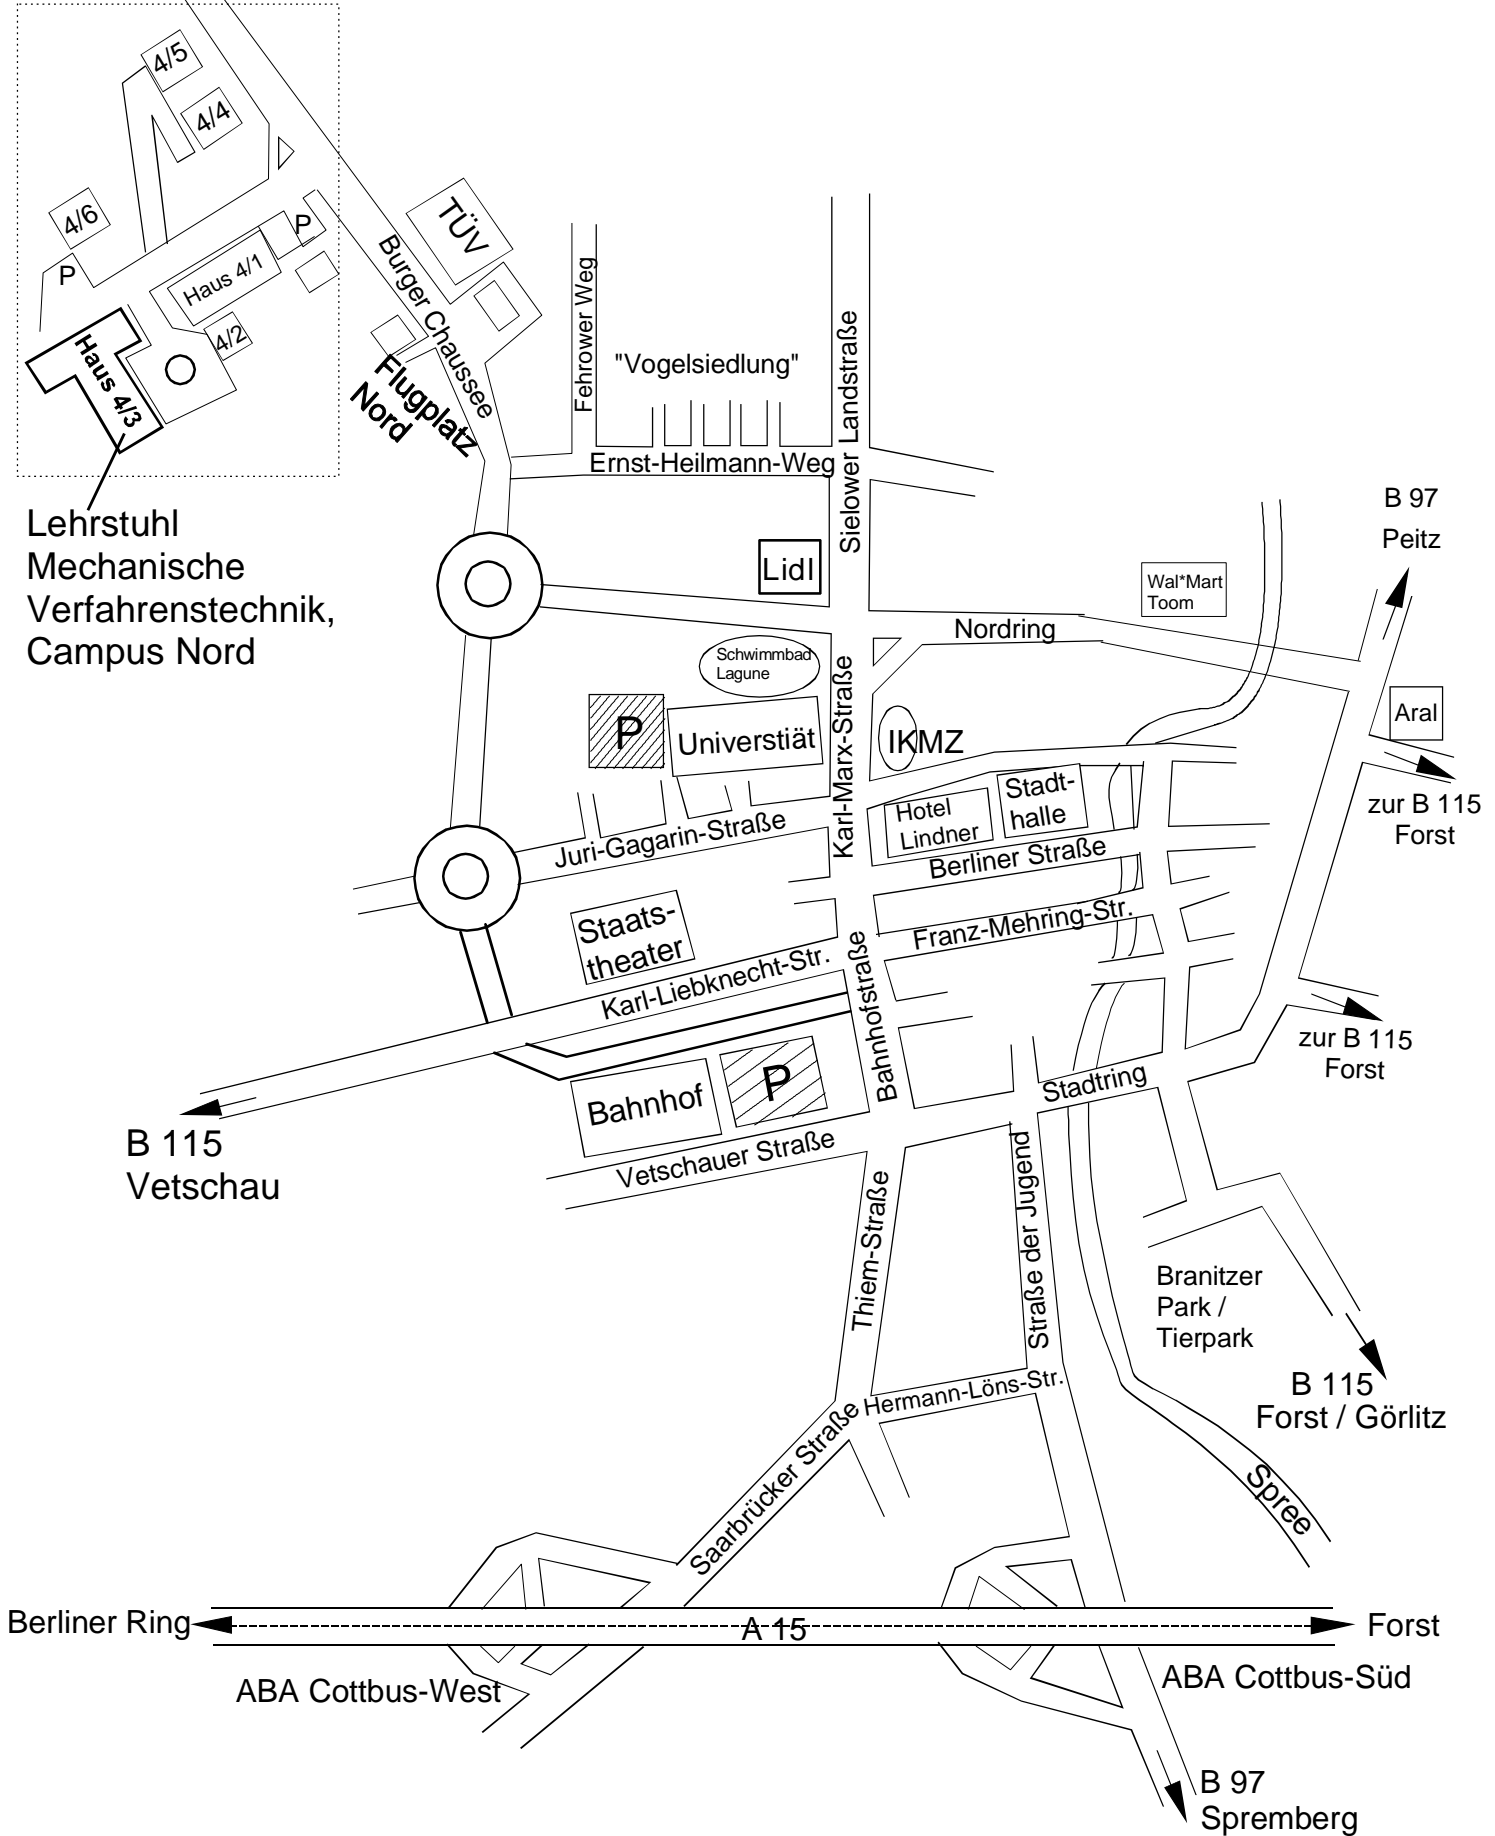 4/5
4/4
4/6
P
P
Haus 4/1
4/2
Haus 4/3
TÜV
Burger Chaussee
Flugplatz
Nord
Fehrower Weg
"Vogelsiedlung"
Ernst-Heilmann-Weg
Sielower Landstraße
Lehrstuhl
Mechanische
Verfahrenstechnik,
Campus Nord
Lidl
B 97
Peitz
Wal*Mart
Toom
Nordring
Schwimmbad
Lagune
Karl-Marx-Straße
P
Universtiät
IKMZ
Aral
zur B 115
Forst
Stadt-
halle
Hotel
Lindner
Juri-Gagarin-Straße
Berliner Straße
Staats-
theater
Franz-Mehring-Str.
Karl-Liebknecht-Str.
Bahnhofstraße
zur B 115
Forst
Stadtring
Bahnhof
P
B 115
Vetschau
Vetschauer Straße
Thiem-Straße
Straße der Jugend
Branitzer
Park /
Tierpark
B 115
Forst / Görlitz
Hermann-Löns-Str.
Saarbrücker Straße
Spree
Berliner Ring
A 15
Forst
ABA Cottbus-West
ABA Cottbus-Süd
B 97
Spremberg